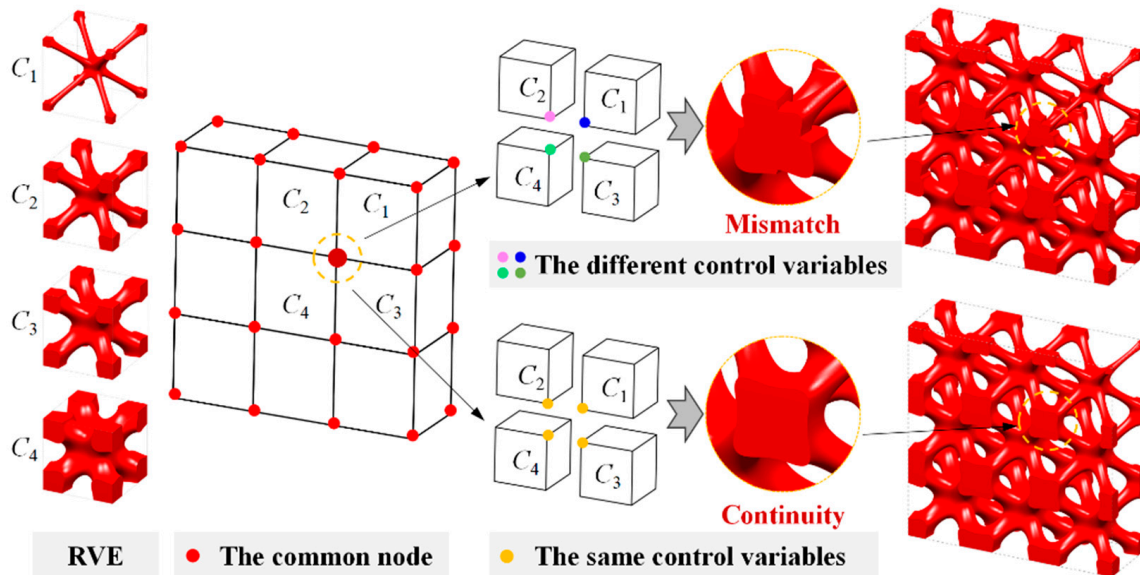 C1
C2
C3
C4
RVE
C2
C1
C4
C3
The common node
C2
C1
C4
C3
Mismatch
The different control variables
C2
C1
C4
C3
Continuity
The same control variables